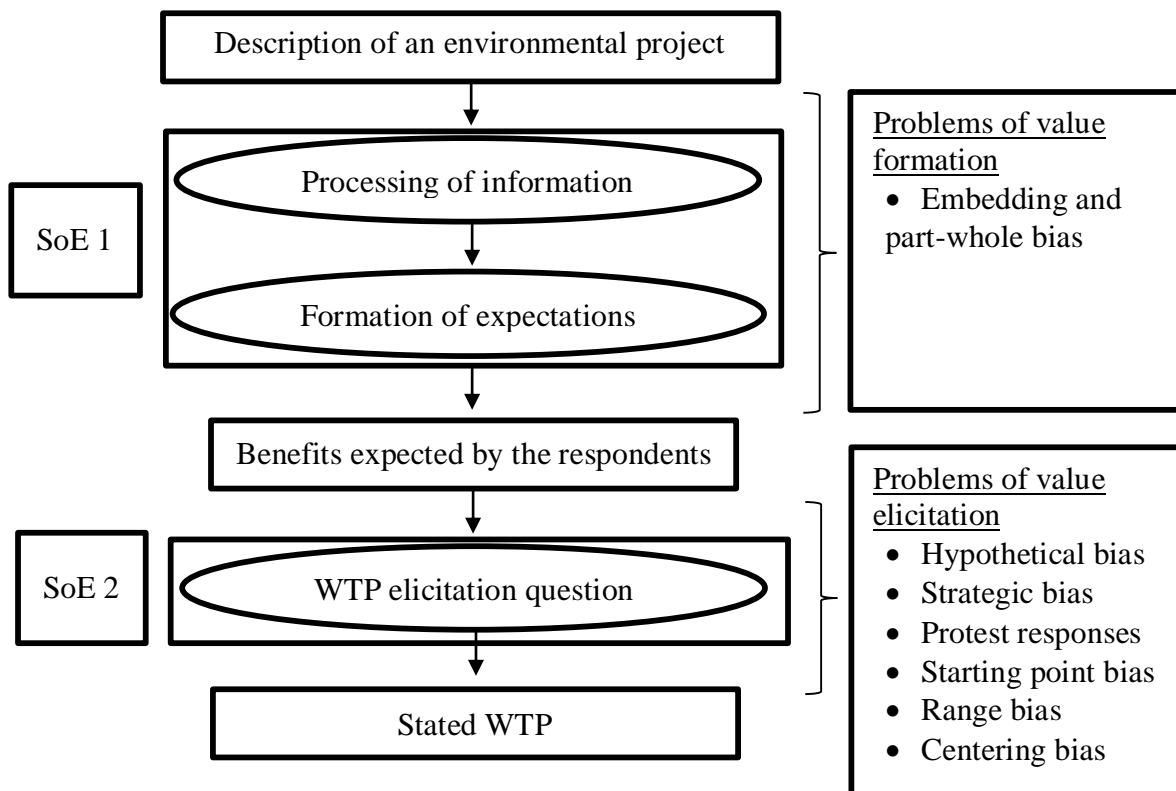 Description of an environmental project
SoE 1
Processing of information
Formation of expectations
Problems of value
formation
• Embedding and
part-whole bias
Benefits expected by the respondents
SoE 2
WTP elicitation question
Stated WTP
Problems of value
elicitation
• Hypothetical bias
• Strategic bias
• Protest responses
• Starting point bias
• Range bias
• Centering bias